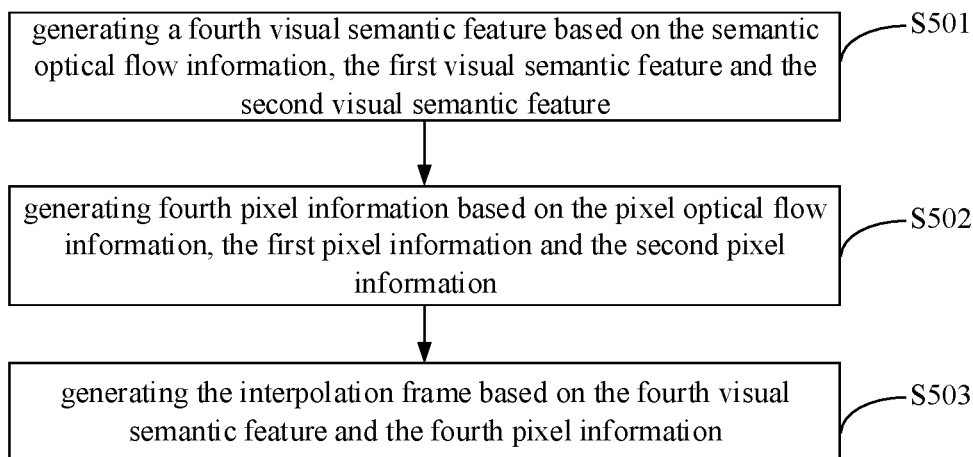 generating a fourth visual semantic feature based on the semantic
optical flow information, the first visual semantic feature and the
second visual semantic feature
S501
generating fourth pixel information based on the pixel optical flow
information, the first pixel information and the second pixel
information
S502
generating the interpolation frame based on the fourth visual
semantic feature and the fourth pixel information
S503